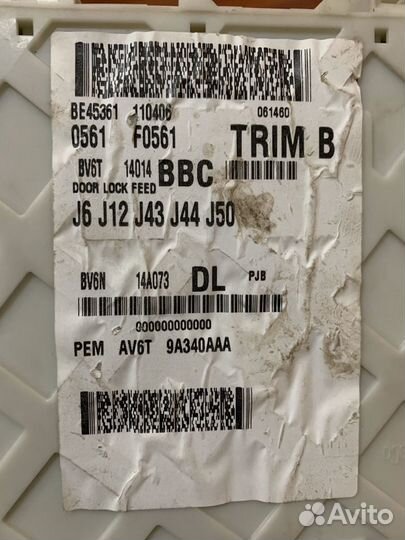 BE45361 110406 061460
0561 F0561 TRIM B
BV6T 14014 BBC
DOOR LOCK FEED
J6 J12 J43 J44 J50
BV6N 14A073 DL PJB
000000000000
PEM AV6T 9A340AAA
Avito